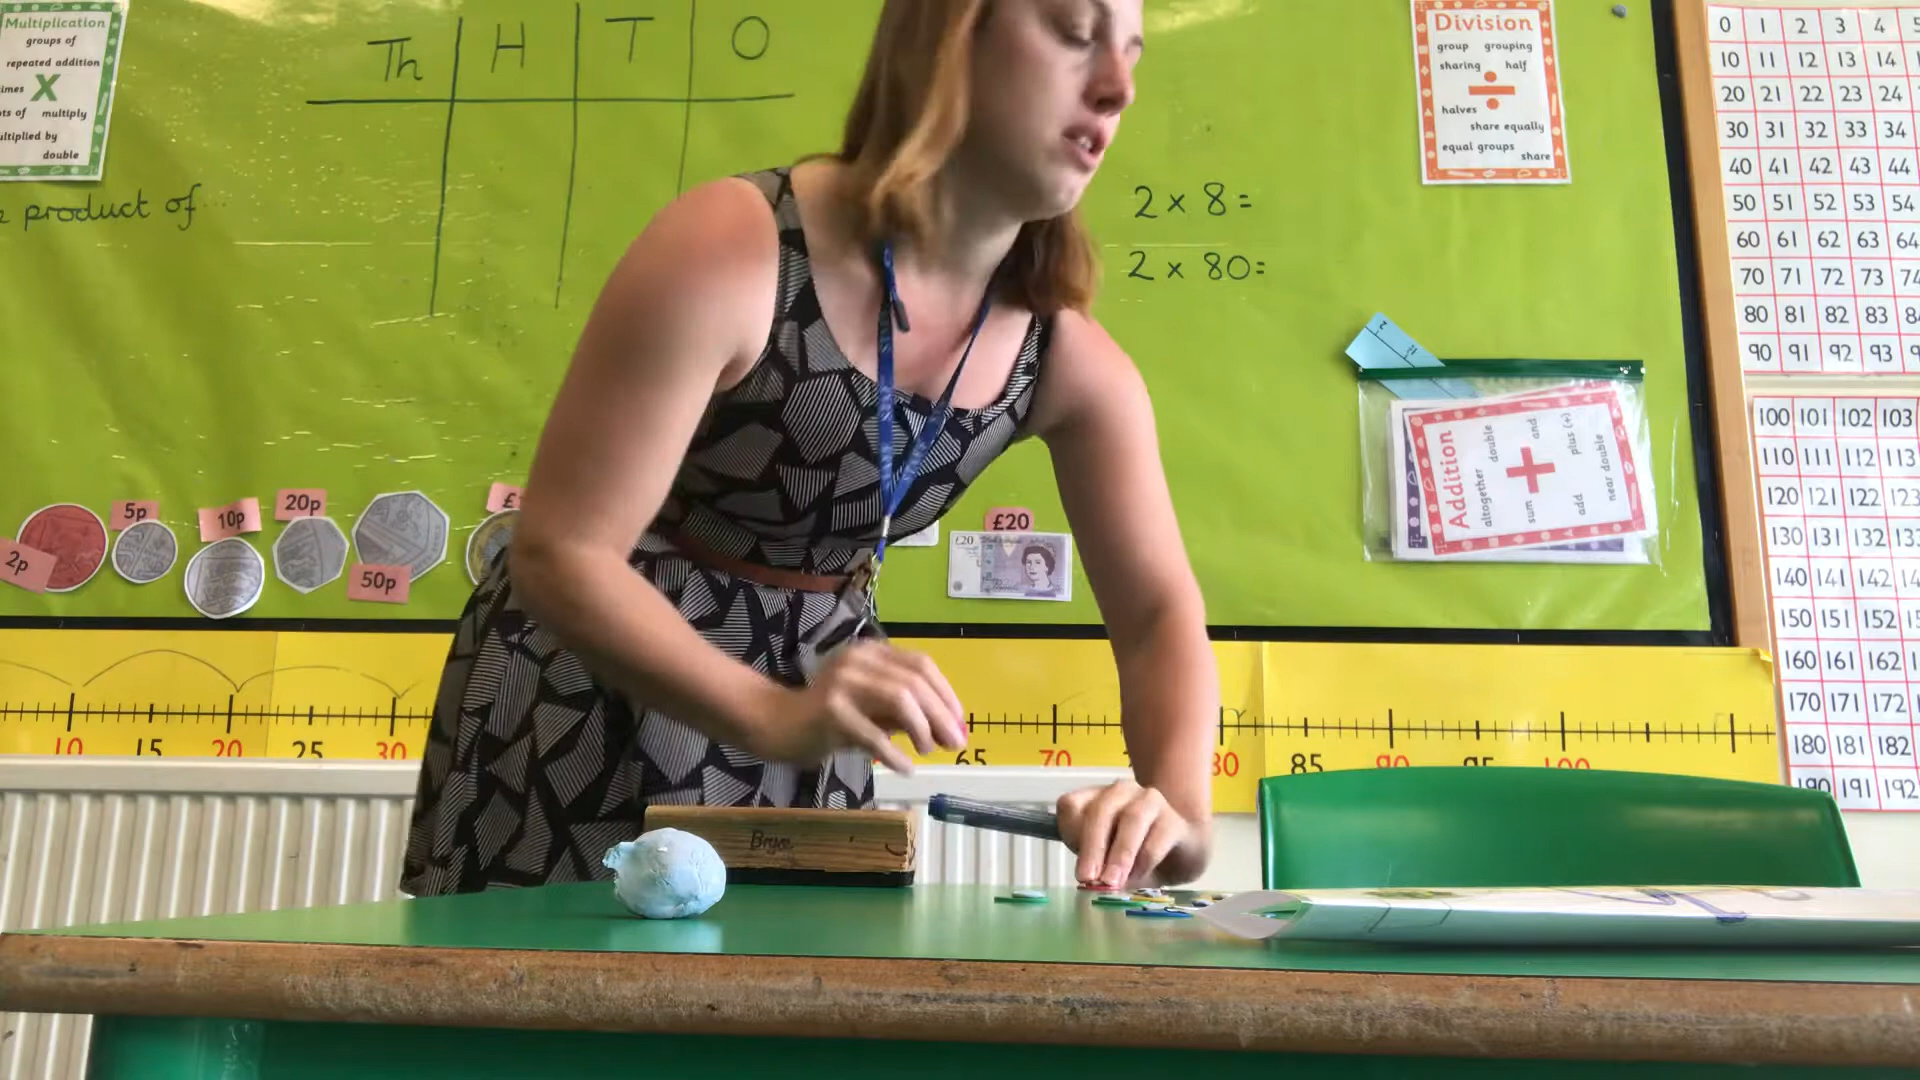 Multiplication
groups of
repeated addition
X
multiply
double
product of
Th H T O
2 x 8 =
2 x 80 =
Division
group grouping
sharing half
÷
halves
share equally
equal groups
share
Addition
altogether
double
+
sum
and
add
plus (+)
near double
2p
5p
10p
20p
50p
£20
£20
10 15 20 25 30
65 70
80 85 90 95 100
Bryce
0 1 2 3 4
10 11 12 13 14
20 21 22 23 24
30 31 32 33 34
40 41 42 43 44
50 51 52 53 54
60 61 62 63 64
70 71 72 73
80 81 82 83
90 91 92 93
100 101 102 103
110 111 112 113
120 121 122 123
130 131 132
140 141 142
150 151 152
160 161 162
170 171 172
180 181 182
190 191 192